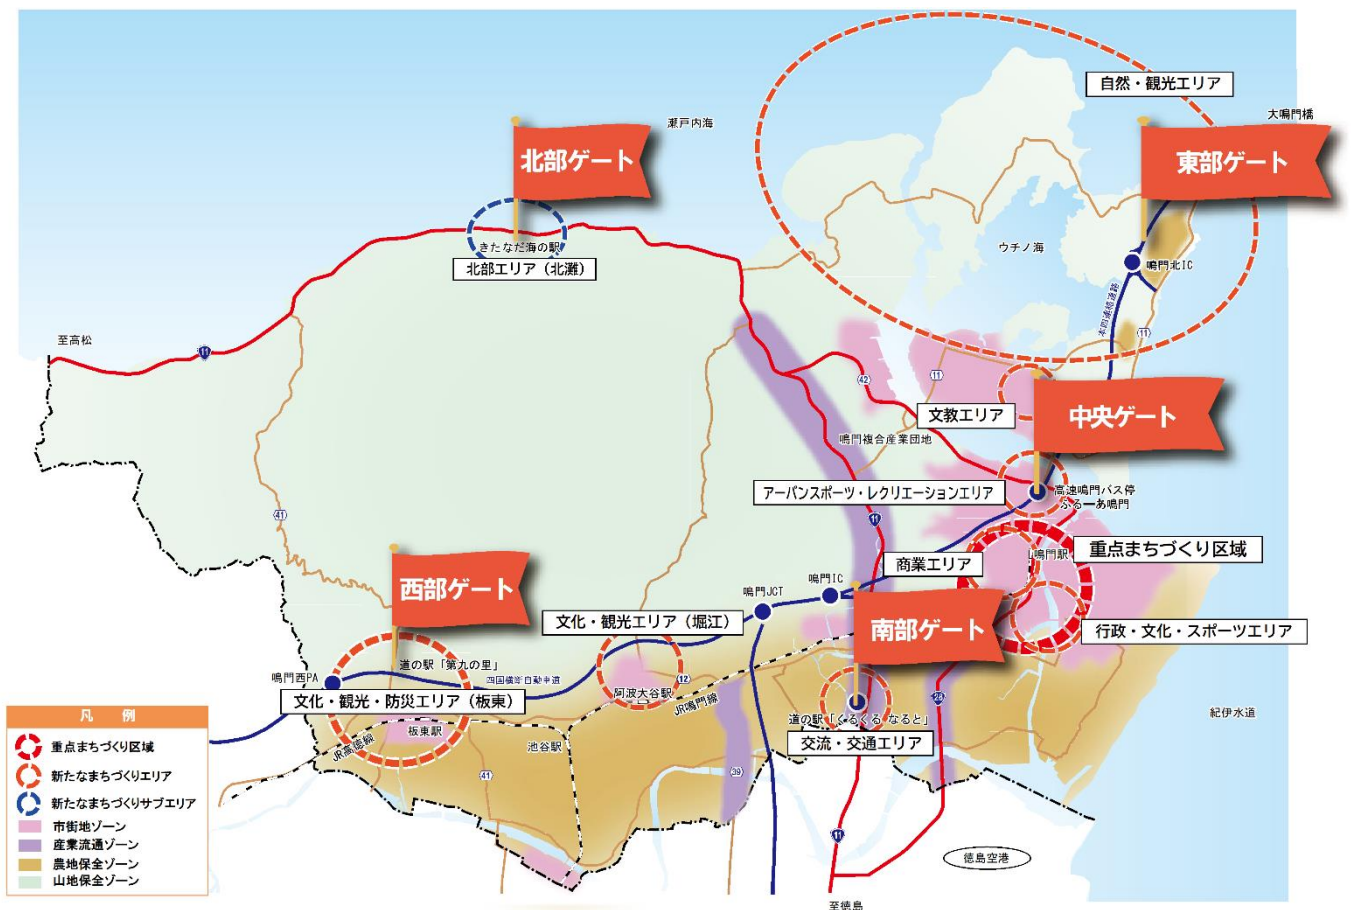 自然・観光エリア
大鳴門橋
瀬戸内海
北部ゲート
東部ゲート
きたなだ海の駅
北部エリア（北灘）
ウチノ海
鳴門北IC
本四連絡道路
至高松
11
11
42
11
文教エリア
中央ゲート
鳴門複合産業団地
アーバンスポーツ・レクリエーションエリア
高速鳴門バス停
ぷるーあ鳴門
41
11
鳴門駅
重点まちづくり区域
商業エリア
西部ゲート
鳴門JCT
鳴門IC
文化・観光エリア（堀江）
南部ゲート
行政・文化・スポーツエリア
道の駅「第九の里」
鳴門西PA
四国横断自動車道
12
阿波大谷駅
文化・観光・防災エリア（板東）
JR鳴門線
28
道の駅「くるくる なると」
紀伊水道
板東駅
JR高徳線
池谷駅
交流・交通エリア
41
39
凡例
重点まちづくり区域
新たなまちづくりエリア
新たなまちづくりサブエリア
市街地ゾーン
産業流通ゾーン
農地保全ゾーン
山地保全ゾーン
11
徳島空港
至徳島